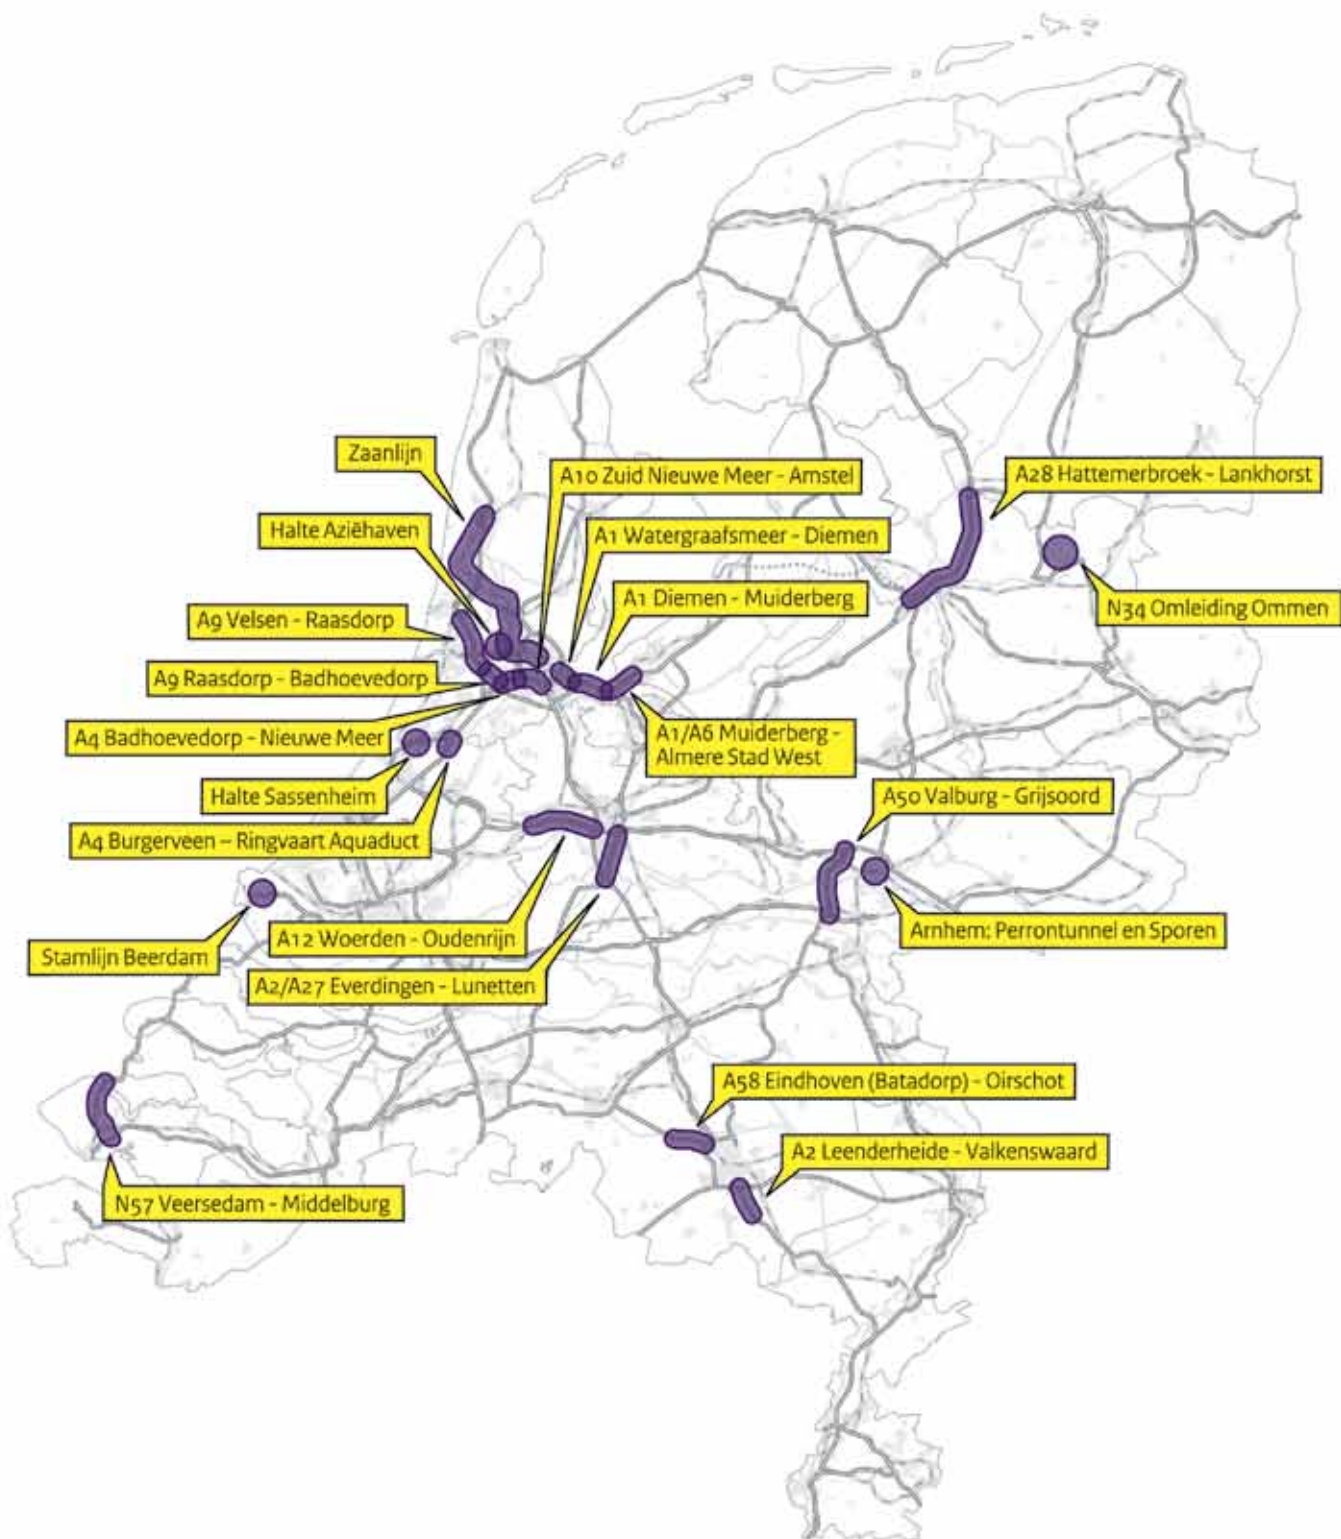 Zaanlijn
A10 Zuid Nieuwe Meer - Amstel
A28 Hattemerbroek - Lankhorst
Halte Aziëhaven
A1 Watergraafsmeer - Diemen
A1 Diemen - Muiderberg
N34 Omleiding Ommen
A9 Velsen - Raasdorp
A9 Raasdorp - Badhoevedorp
A4 Badhoevedorp - Nieuwe Meer
A1/A6 Muiderberg -
Almere Stad West
Halte Sassenheim
A50 Valburg - Grijsoord
A4 Burgerveen – Ringvaart Aquaduct
Arnhem: Perrontunnel en Sporen
A12 Woerden - Oudenrijn
Stamlijn Beerdam
A2/A27 Everdingen - Lunetten
A58 Eindhoven (Batadorp) - Oirschot
A2 Leenderheide - Valkenswaard
N57 Veersedam - Middelburg